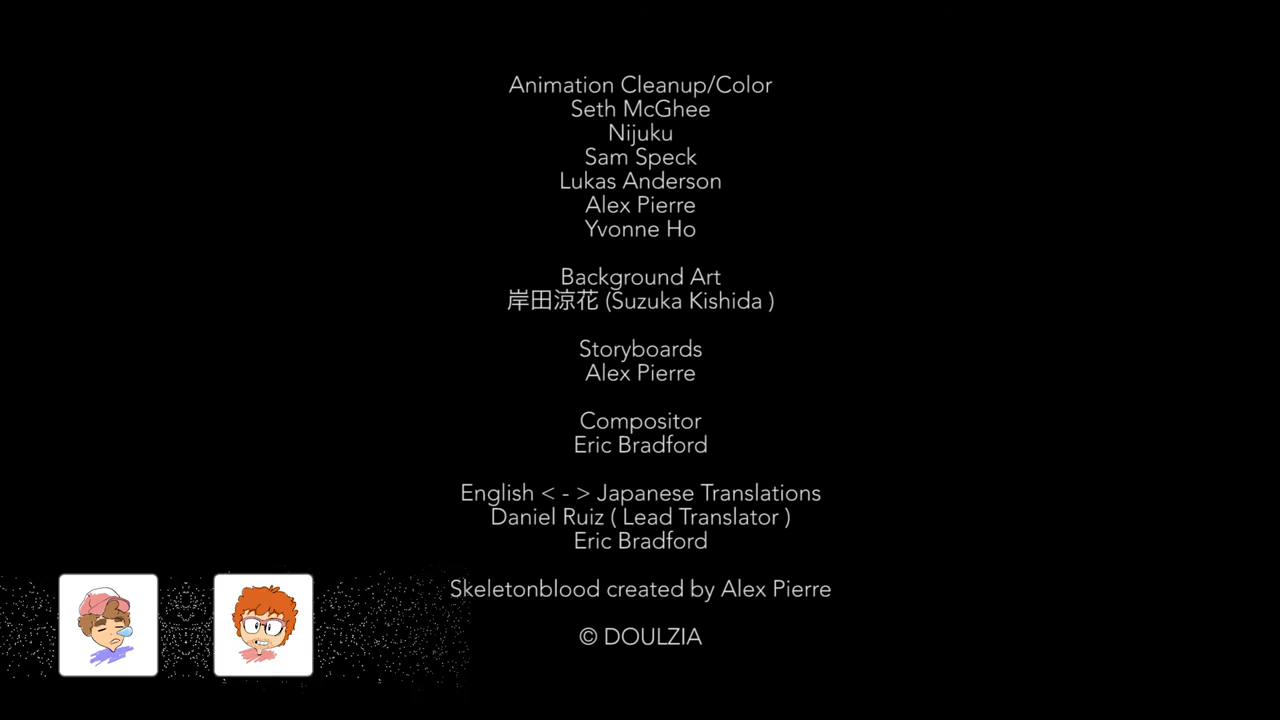 Animation Cleanup/Color
Seth McGhee
Nijuku
Sam Speck
Lukas Anderson
Alex Pierre
Yvonne Ho
Background Art
岸田涼花 (Suzuka Kishida )
Storyboards
Alex Pierre
Compositor
Eric Bradford
English < - > Japanese Translations
Daniel Ruiz ( Lead Translator )
Eric Bradford
Skeletonblood created by Alex Pierre
© DOULZIA